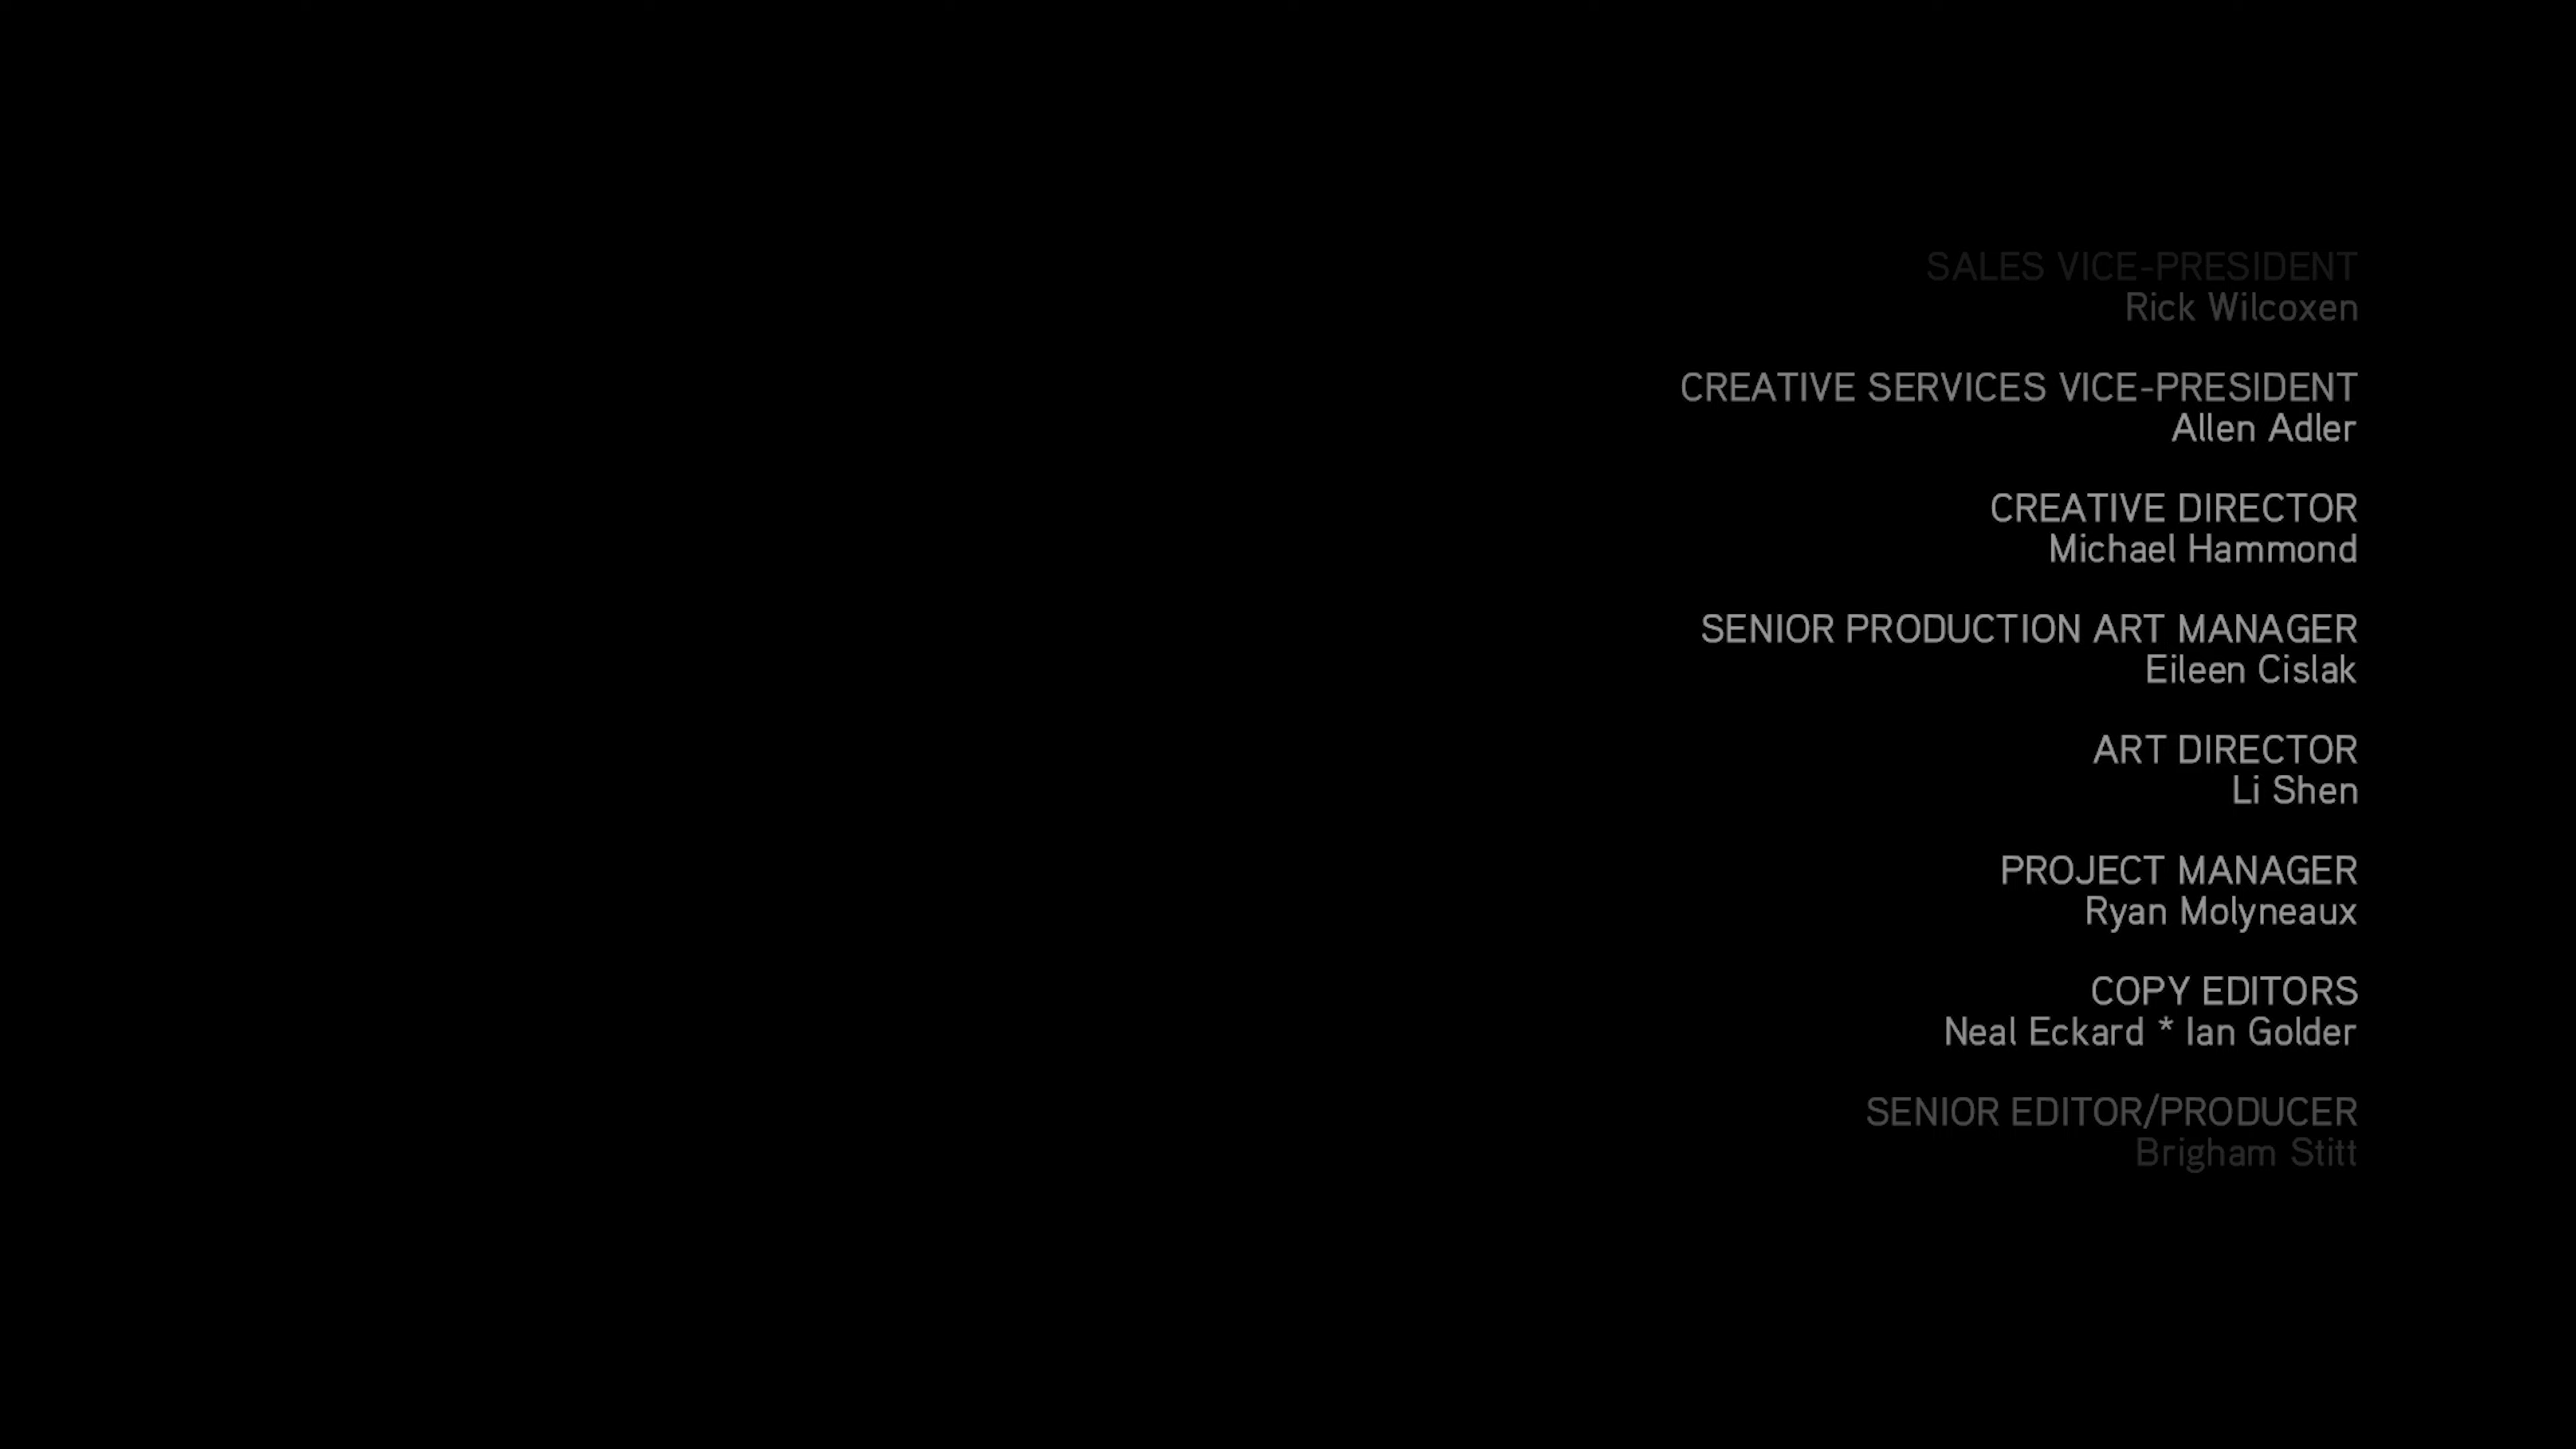 SALES VICE-PRESIDENT
Rick Wilcoxen
CREATIVE SERVICES VICE-PRESIDENT
Allen Adler
CREATIVE DIRECTOR
Michael Hammond
SENIOR PRODUCTION ART MANAGER
Eileen Cislak
ART DIRECTOR
Li Shen
PROJECT MANAGER
Ryan Molyneaux
COPY EDITORS
Neal Eckard * Ian Golder
SENIOR EDITOR/PRODUCER
Brigham Stitt